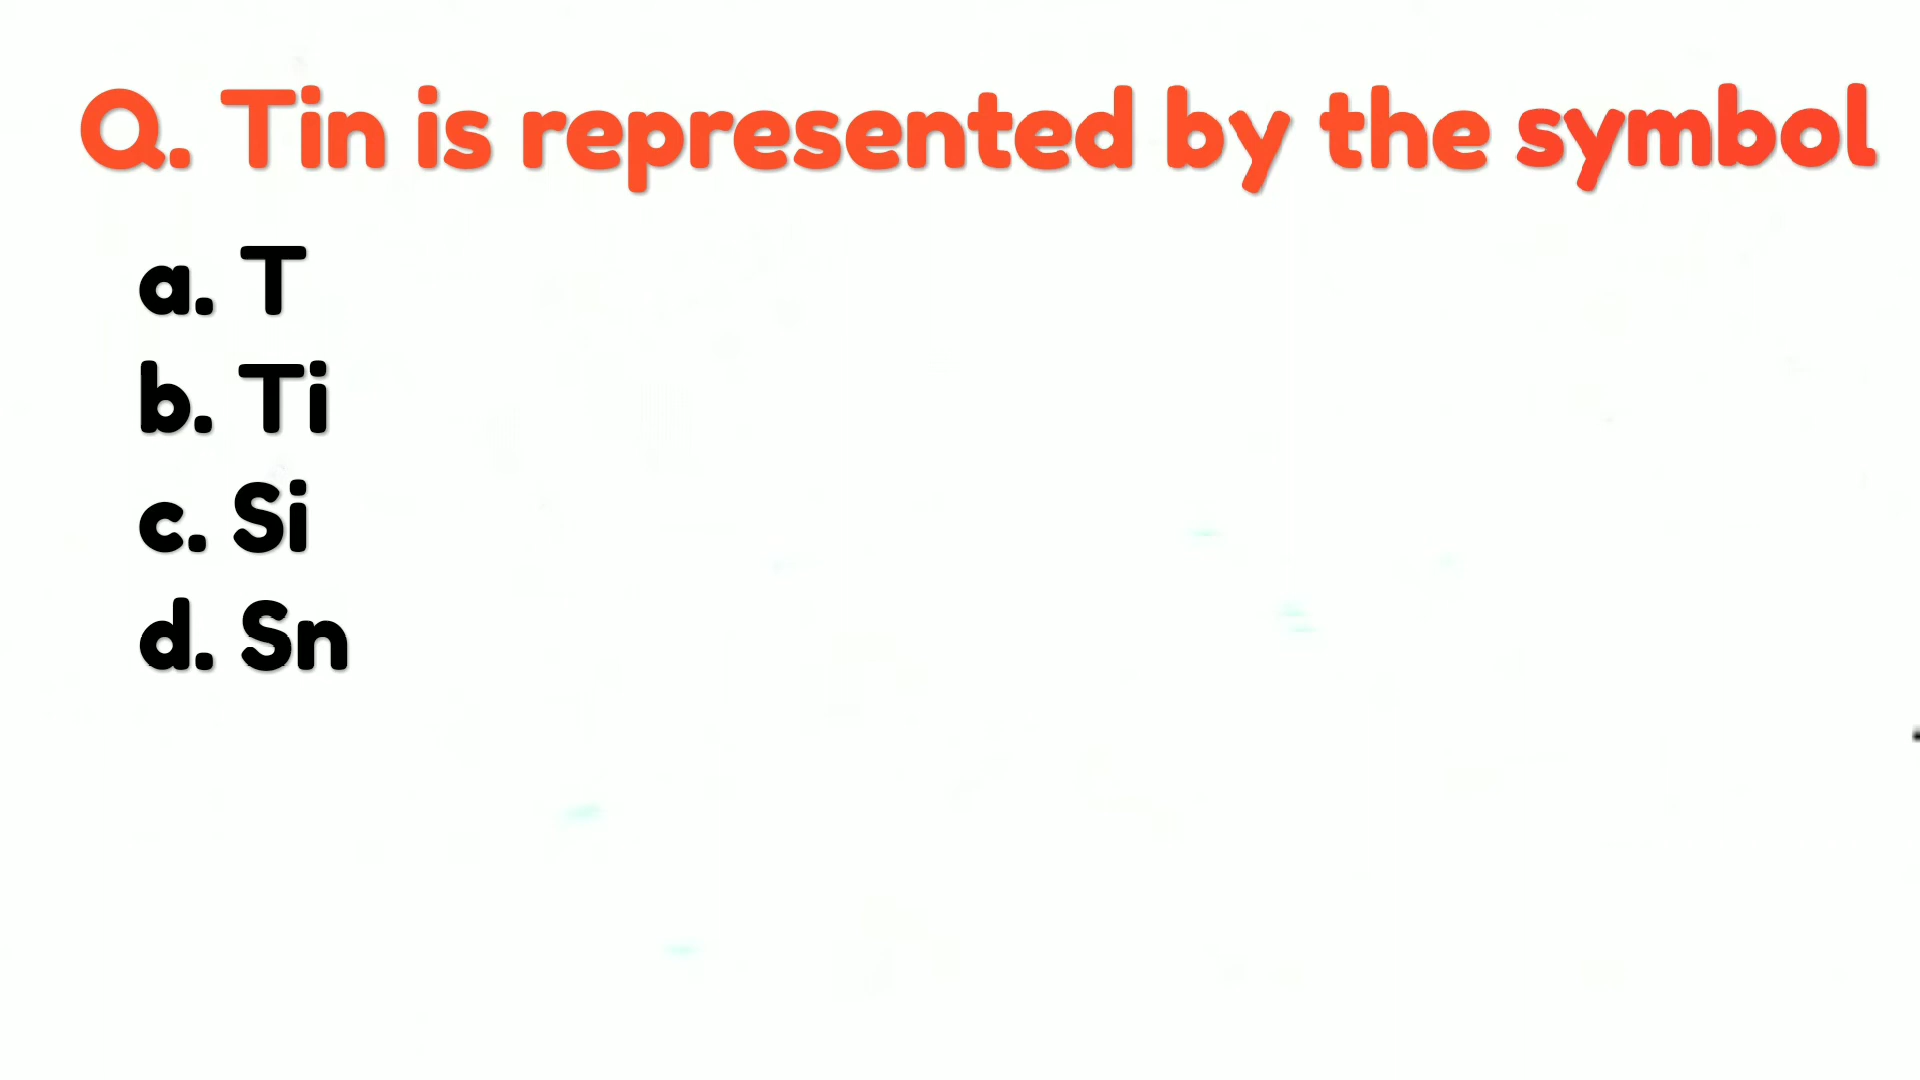 Q. Tin is represented by the symbol
a. T
b. Ti
c. Si
d. Sn